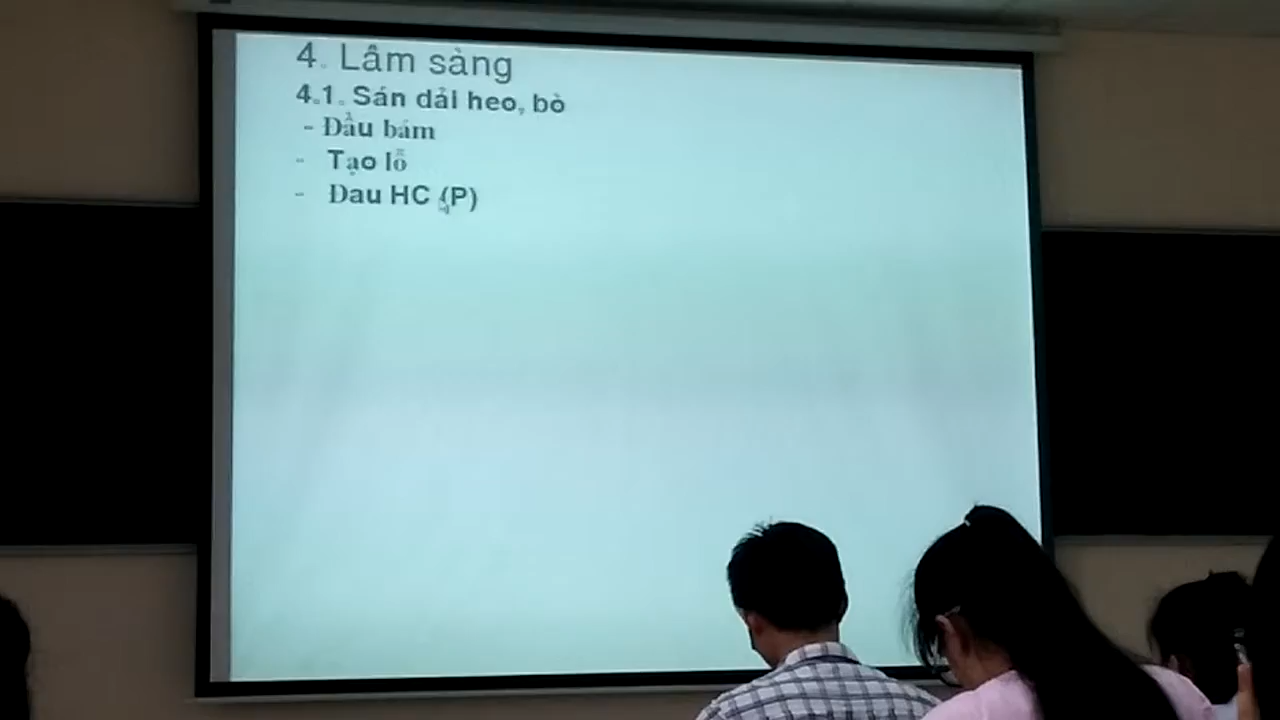 4. Lâm sàng
4.1. Sán dải heo, bò
- Đầu bám
- Tạo lỗ
- Đau HC (P)